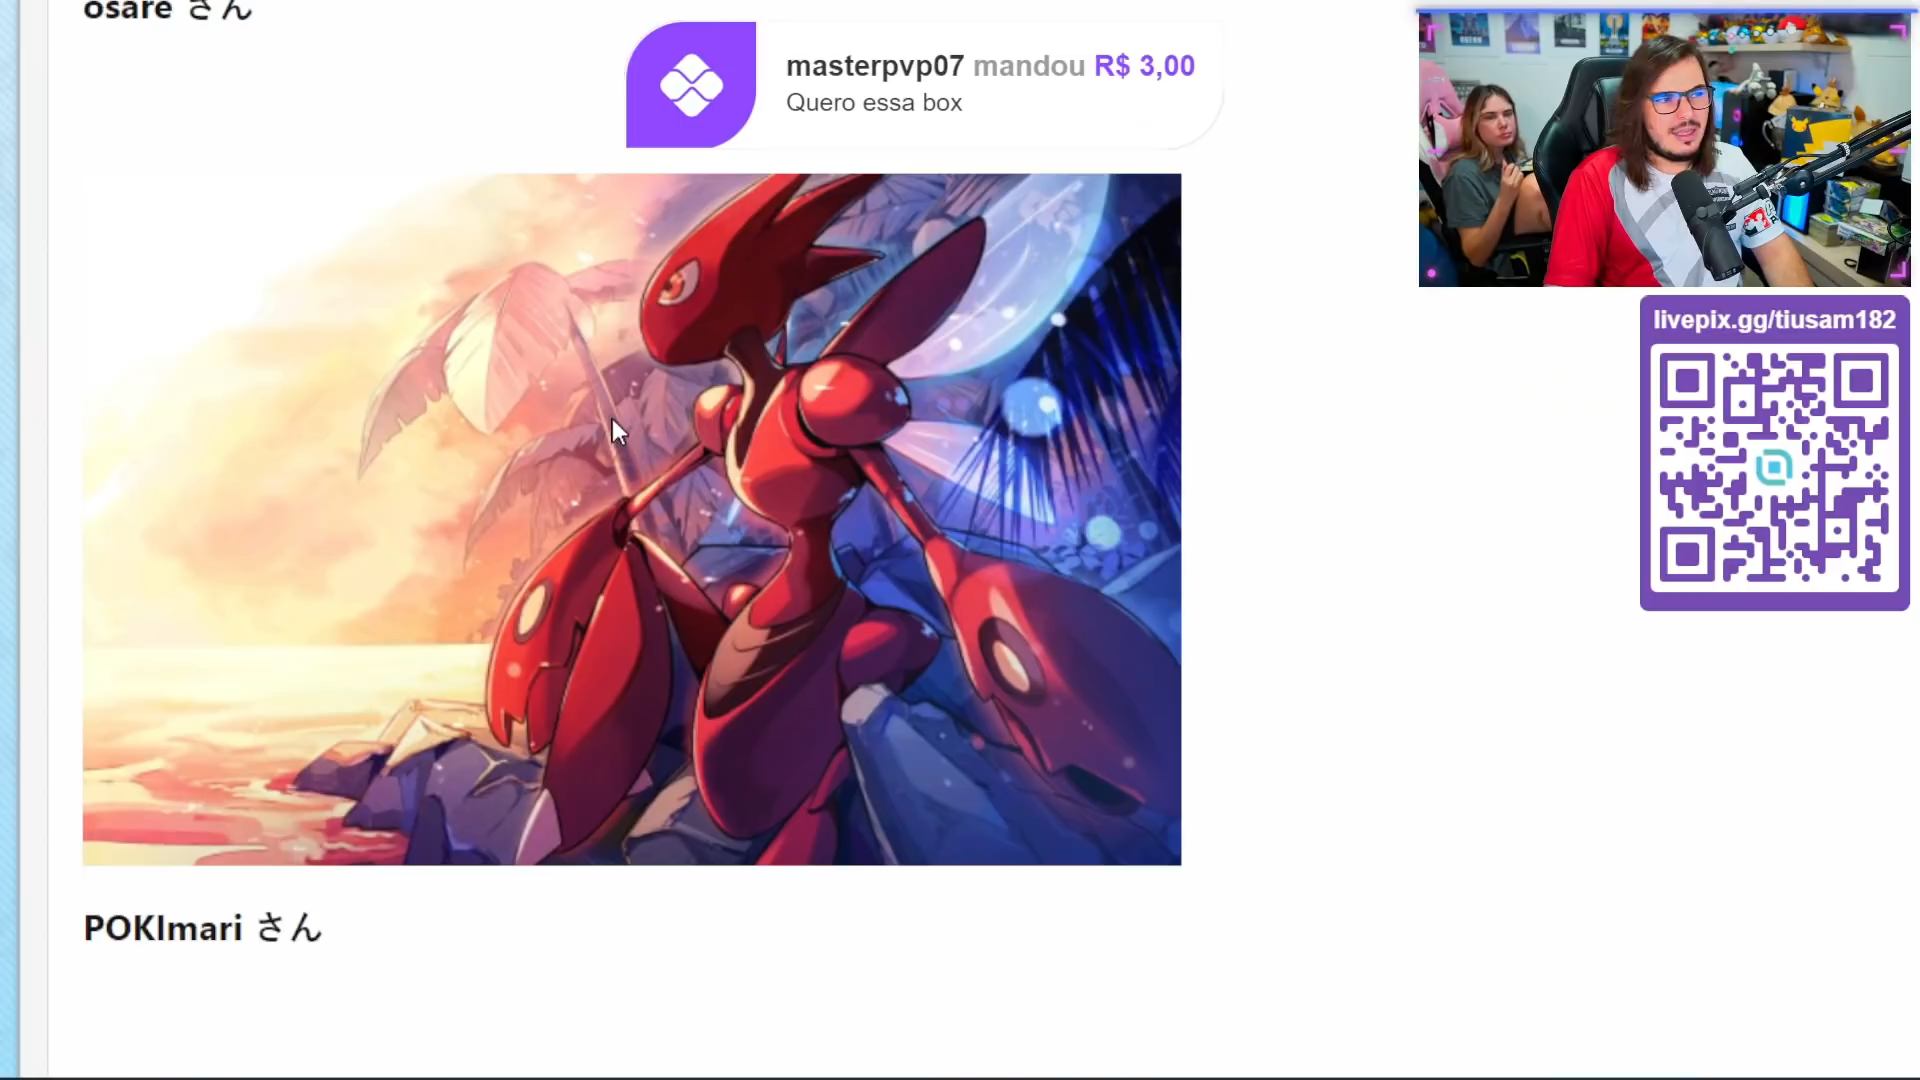 osare さん
masterpvp07 mandou R$ 3,00
Quero essa box
livepix.gg/tiusam182
POKImari さん